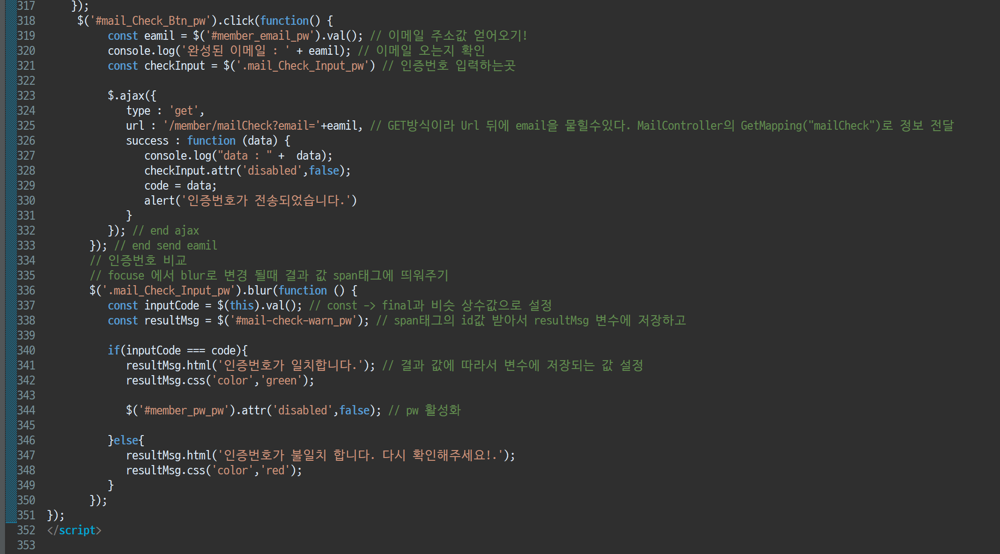 317 });
318 $('#mail_Check_Btn_pw').click(function() {
319 const eamil = $('#member_email_pw').val(); // 이메일 주소값 얻어오기!
320 console.log('완성된 이메일 : ' + eamil); // 이메일 오는지 확인
321 const checkInput = $('.mail_Check_Input_pw') // 인증번호 입력하는곳
322
323 $.ajax({
324 type : 'get',
325 url : '/member/mailCheck?email='+eamil, // GET방식이라 Url 뒤에 email을 뭍힐수있다. MailController의 GetMapping("mailCheck")로 정보 전달
326 success : function (data) {
327 console.log("data : " +  data);
328 checkInput.attr('disabled',false);
329 code = data;
330 alert('인증번호가 전송되었습니다.')
331 }
332 }); // end ajax
333 }); // end send eamil
334 // 인증번호 비교
335 // focuse 에서 blur로 변경 될때 결과 값 span태그에 띄워주기
336 $('.mail_Check_Input_pw').blur(function () {
337 const inputCode = $(this).val(); // const -> final과 비슷 상수값으로 설정
338 const resultMsg = $('#mail-check-warn_pw'); // span태그의 id값 받아서 resultMsg 변수에 저장하고
339
340 if(inputCode === code){
341 resultMsg.html('인증번호가 일치합니다.'); // 결과 값에 따라서 변수에 저장되는 값 설정
342 resultMsg.css('color','green');
343
344 $('#member_pw_pw').attr('disabled',false); // pw 활성화
345
346 }else{
347 resultMsg.html('인증번호가 불일치 합니다. 다시 확인해주세요!.');
348 resultMsg.css('color','red');
349 }
350 });
351 });
352 </script>
353